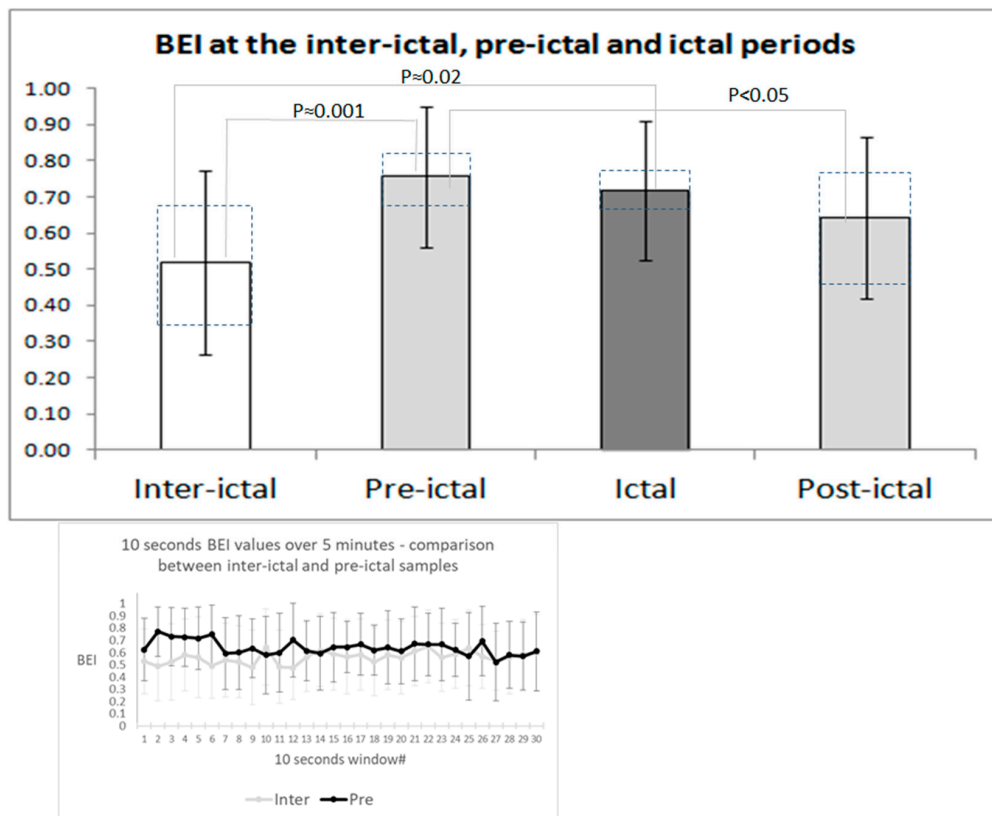 BEI at the inter-ictal, pre-ictal and ictal periods
P≈0.02
P≈0.001
P<0.05
1.00
0.90
0.80
0.70
0.60
0.50
0.40
0.30
0.20
0.10
0.00
Inter-ictal Pre-ictal Ictal Post-ictal
10 seconds BEI values over 5 minutes - comparison
between inter-ictal and pre-ictal samples
1
0.9
0.8
0.7
0.6
0.5
0.4
0.3
0.2
0.1
0
BEI
1 2 3 4 5 6 7 8 9 10 11 12 13 14 15 16 17 18 19 20 21 22 23 24 25 26 27 28 29 30
10 seconds window#
Inter Pre